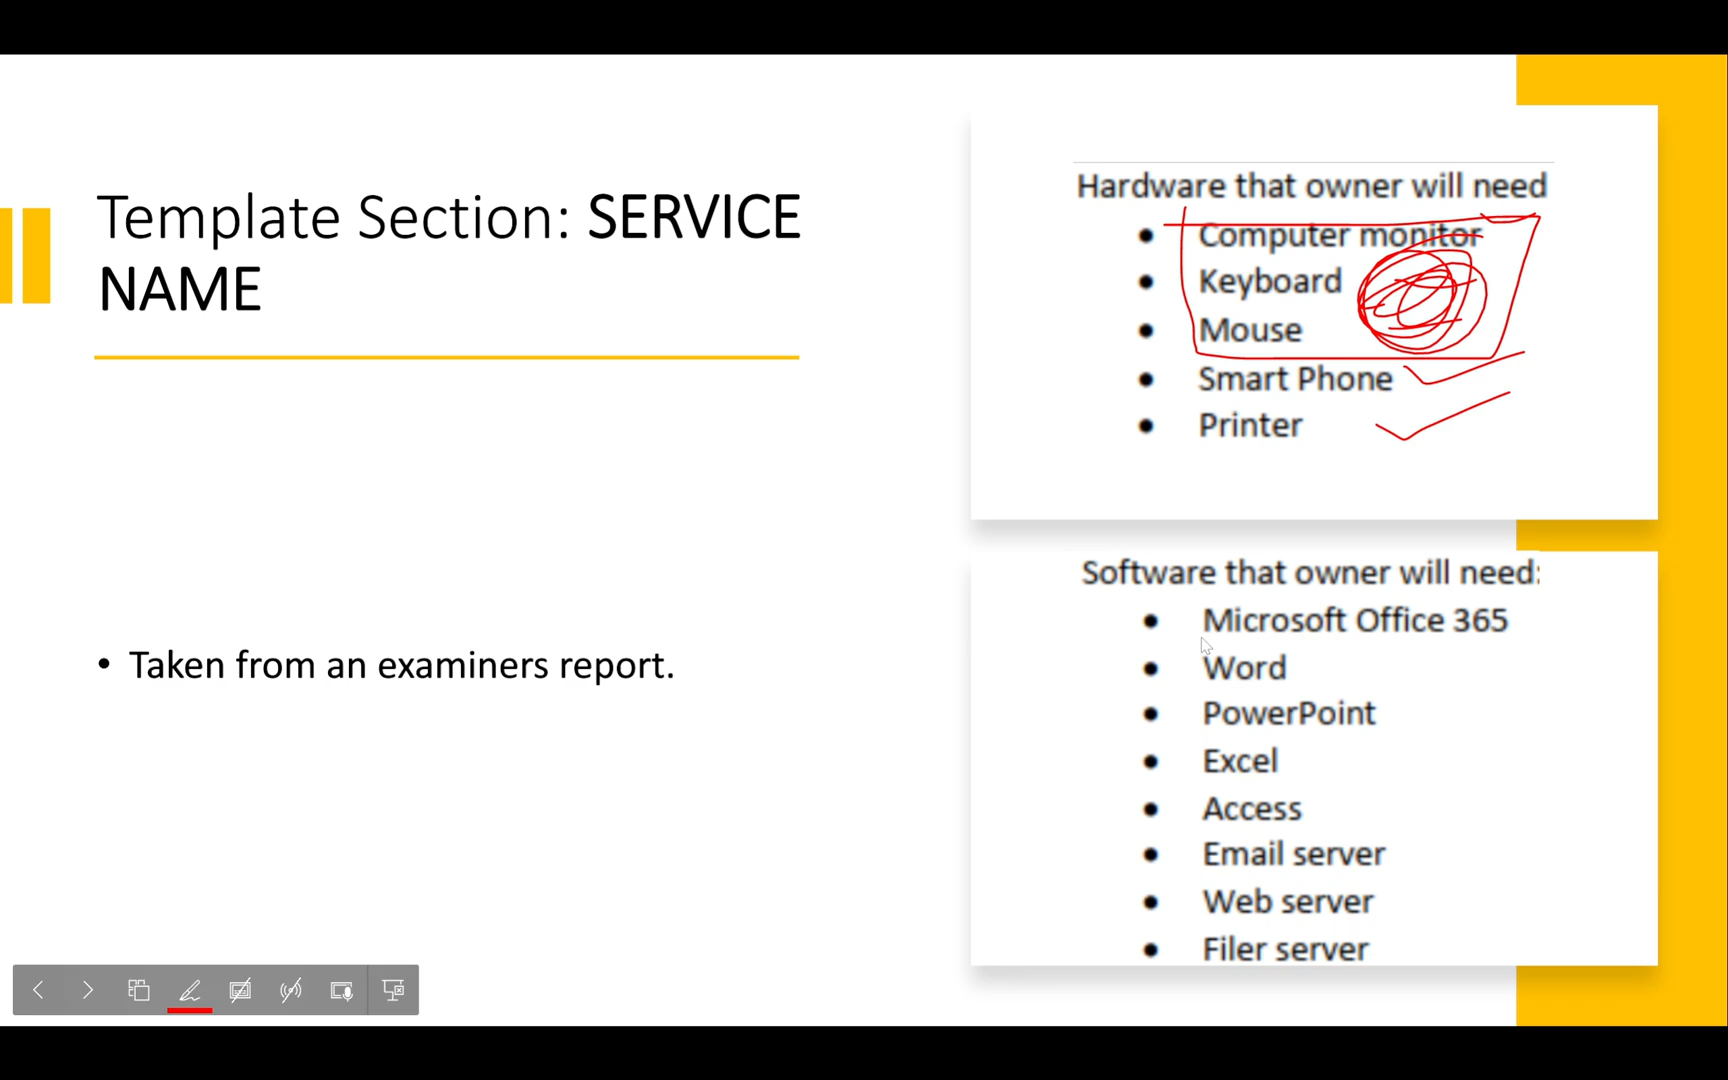 Template Section: SERVICE
NAME
• Taken from an examiners report.
Hardware that owner will need
• Computer monitor
• Keyboard
• Mouse
• Smart Phone
• Printer
Software that owner will need:
• Microsoft Office 365
• Word
• PowerPoint
• Excel
• Access
• Email server
• Web server
• Filer server